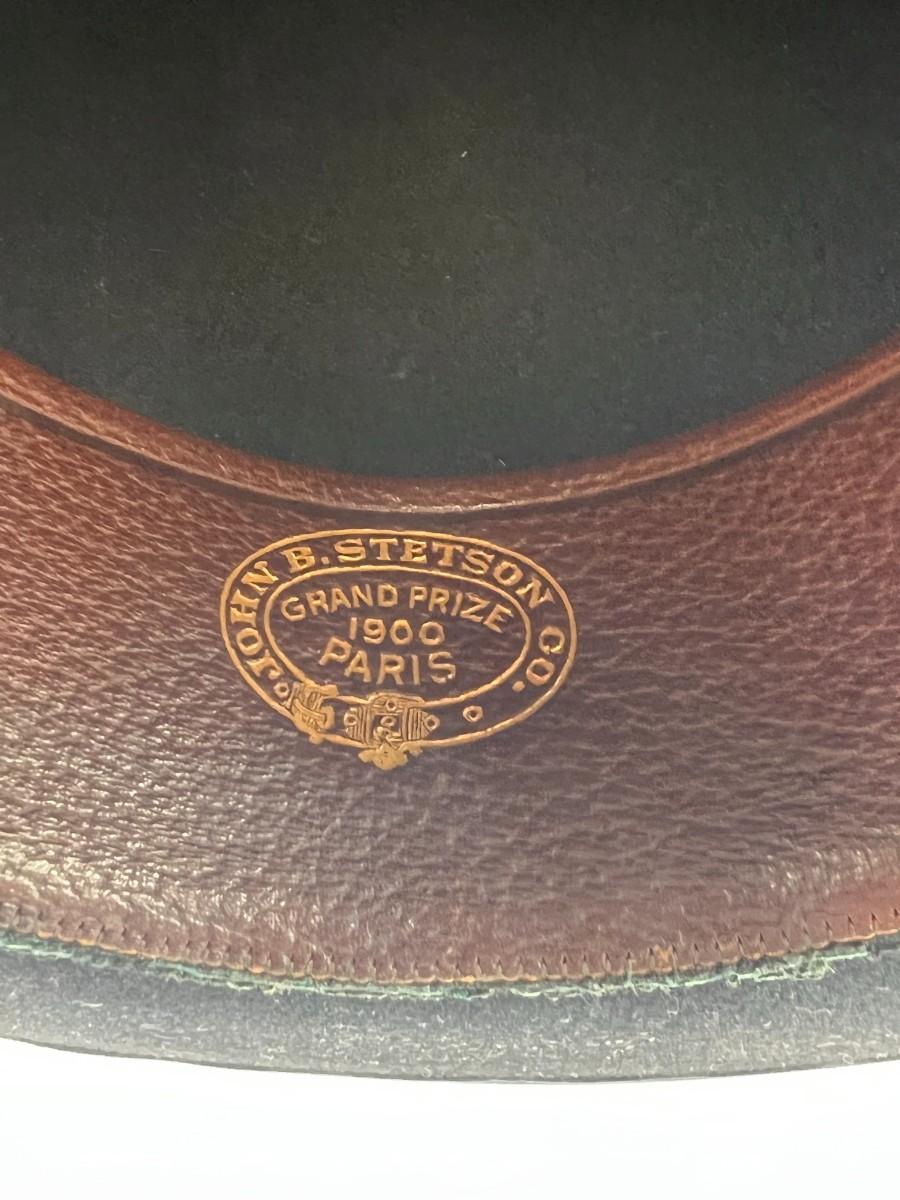 JOHN B. STETSON CO.
GRAND PRIZE
1900
PARIS